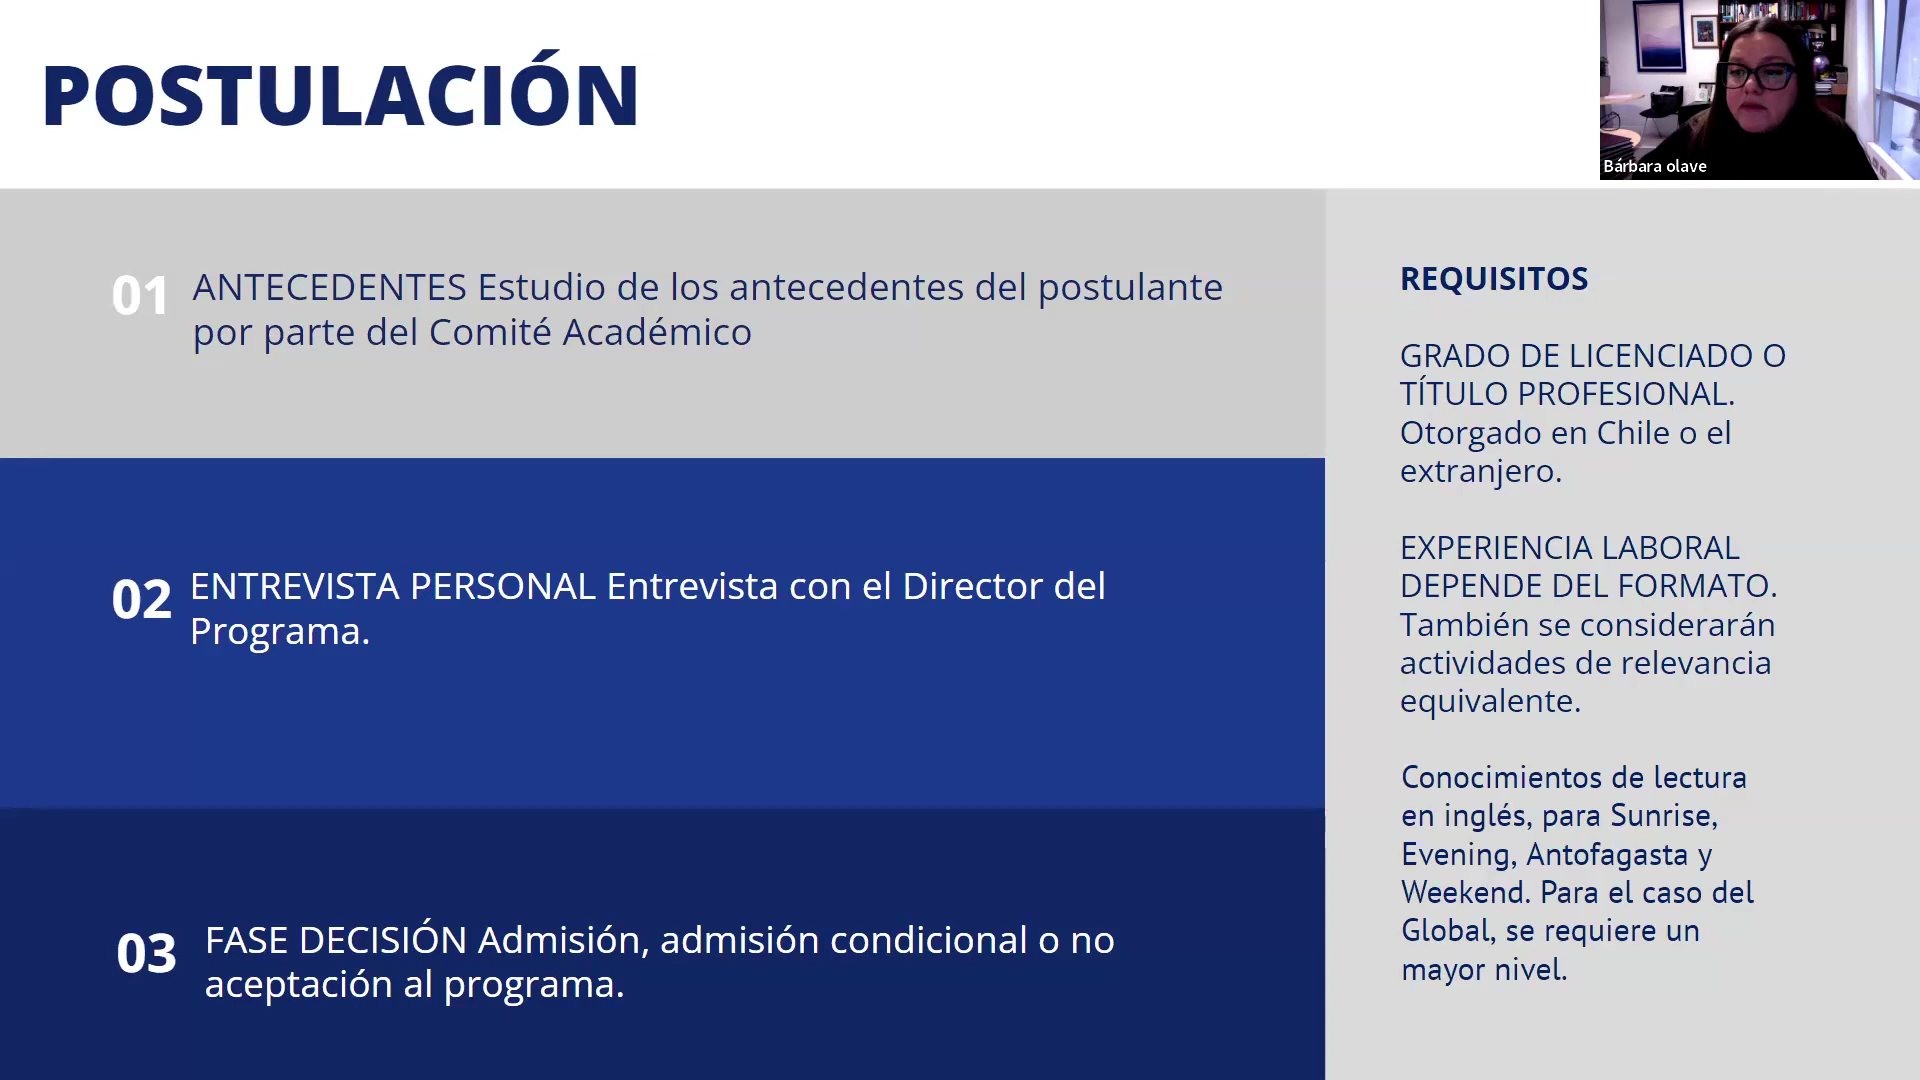 POSTULACIÓN
Bárbara olave
01 ANTECEDENTES Estudio de los antecedentes del postulante
por parte del Comité Académico
02 ENTREVISTA PERSONAL Entrevista con el Director del
Programa.
03 FASE DECISIÓN Admisión, admisión condicional o no
aceptación al programa.
REQUISITOS
GRADO DE LICENCIADO O
TÍTULO PROFESIONAL.
Otorgado en Chile o el
extranjero.
EXPERIENCIA LABORAL
DEPENDE DEL FORMATO.
También se considerarán
actividades de relevancia
equivalente.
Conocimientos de lectura
en inglés, para Sunrise,
Evening, Antofagasta y
Weekend. Para el caso del
Global, se requiere un
mayor nivel.